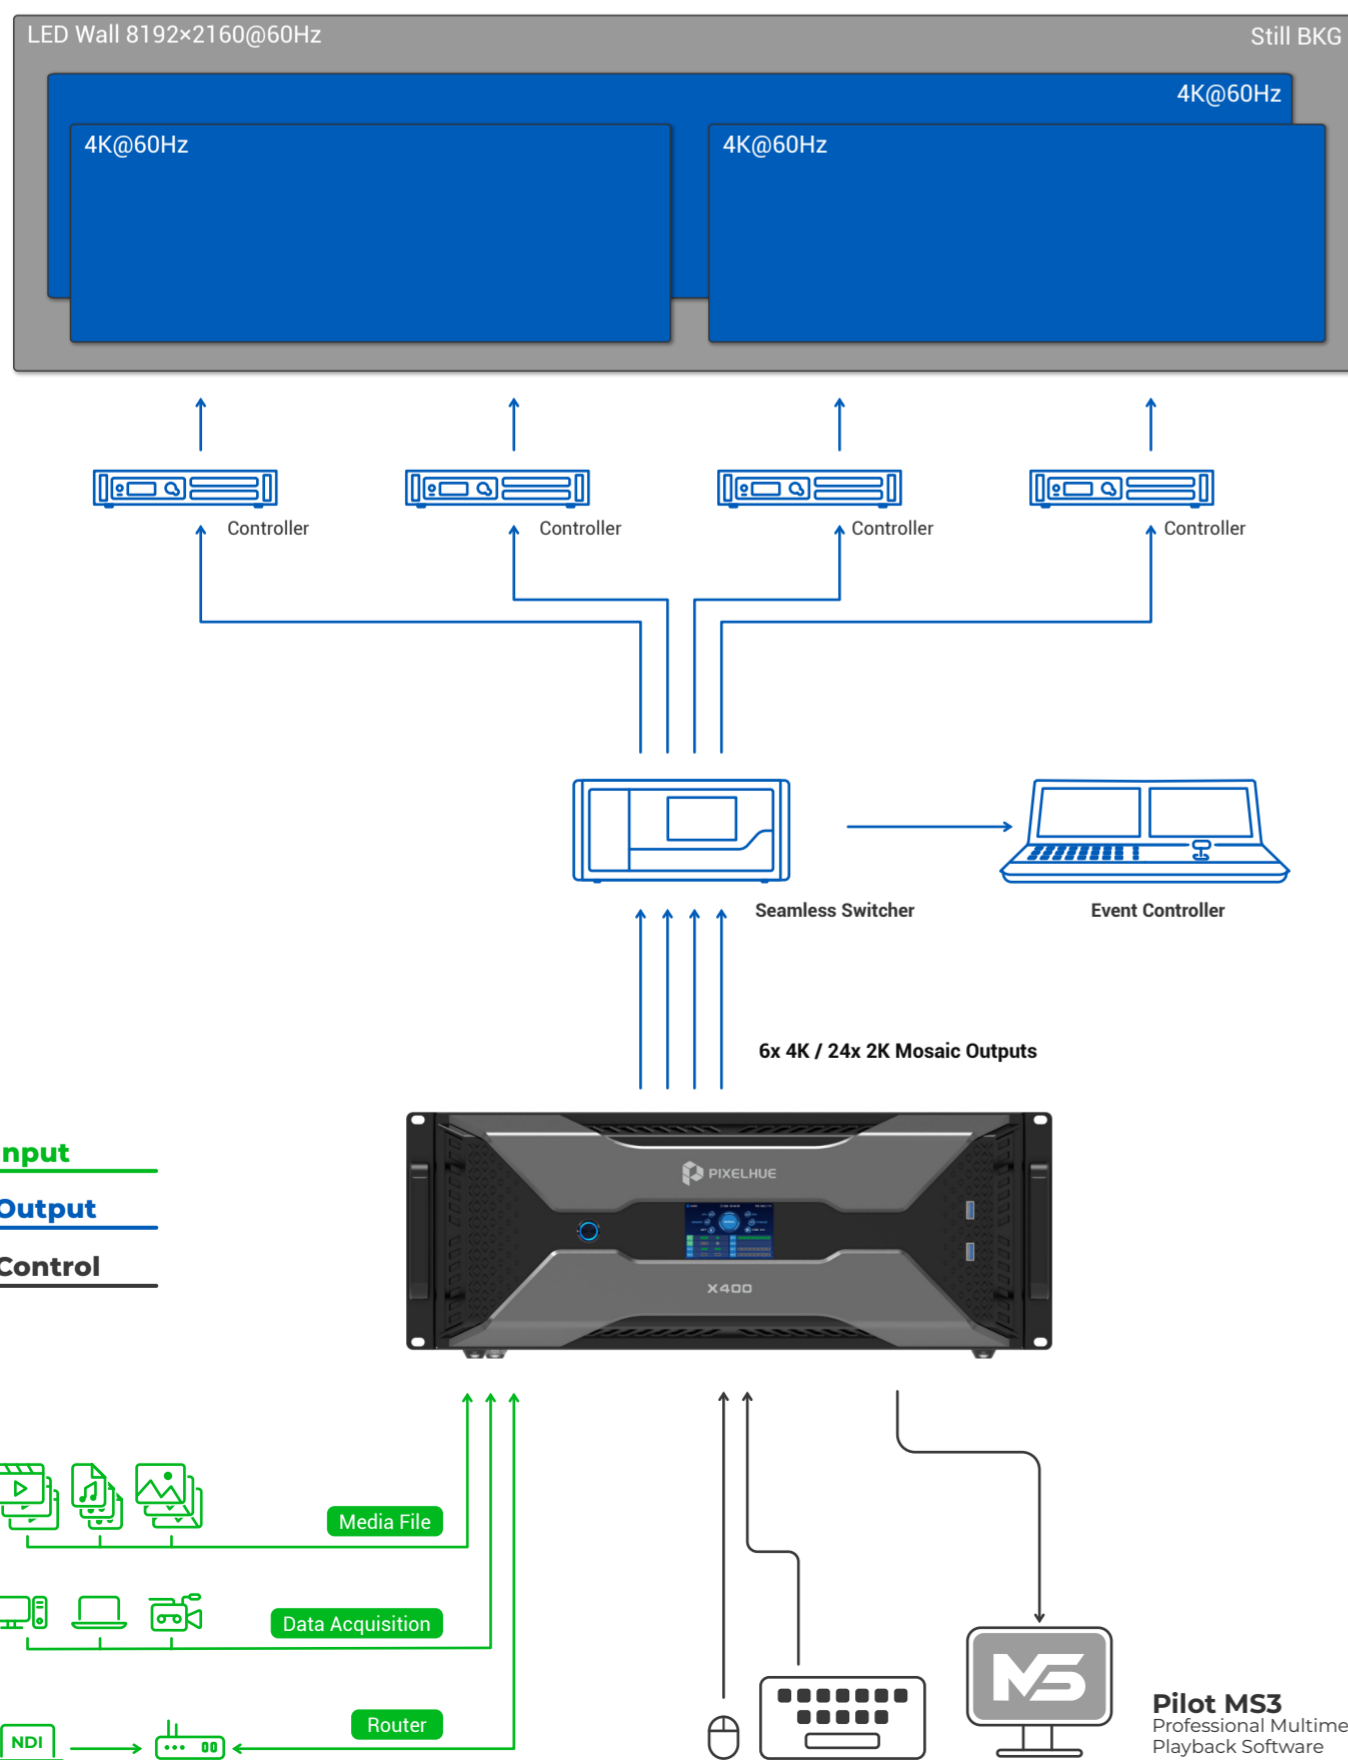 LED Wall 8192×2160@60Hz
Still BKG
4K@60Hz
4K@60Hz
4K@60Hz
Controller
Controller
Controller
Controller
Seamless Switcher
Event Controller
6x 4K / 24x 2K Mosaic Outputs
nput
Output
Control
PIXELHUE
X400
Media File
Data Acquisition
Router
NDI
MS
Pilot MS3
Professional Multime
Playback Software